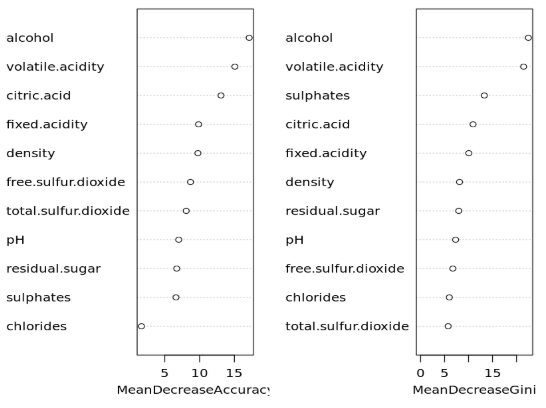 alcohol
volatile.acidity
citric.acid
fixed.acidity
density
free.sulfur.dioxide
total.sulfur.dioxide
pH
residual.sugar
sulphates
chlorides
5 10 15
MeanDecreaseAccuracy
alcohol
volatile.acidity
sulphates
citric.acid
fixed.acidity
density
residual.sugar
pH
free.sulfur.dioxide
chlorides
total.sulfur.dioxide
0 5 15
MeanDecreaseGini